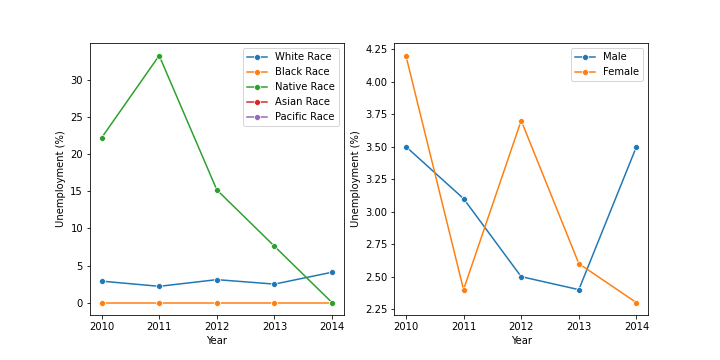 White Race
Black Race
Native Race
Asian Race
Pacific Race
30
25
20
15
10
5
0
Unemployment (%)
2010 2011 2012 2013 2014
Year
Male
Female
4.25
4.00
3.75
3.50
3.25
3.00
2.75
2.50
2.25
Unemployment (%)
2010 2011 2012 2013 2014
Year